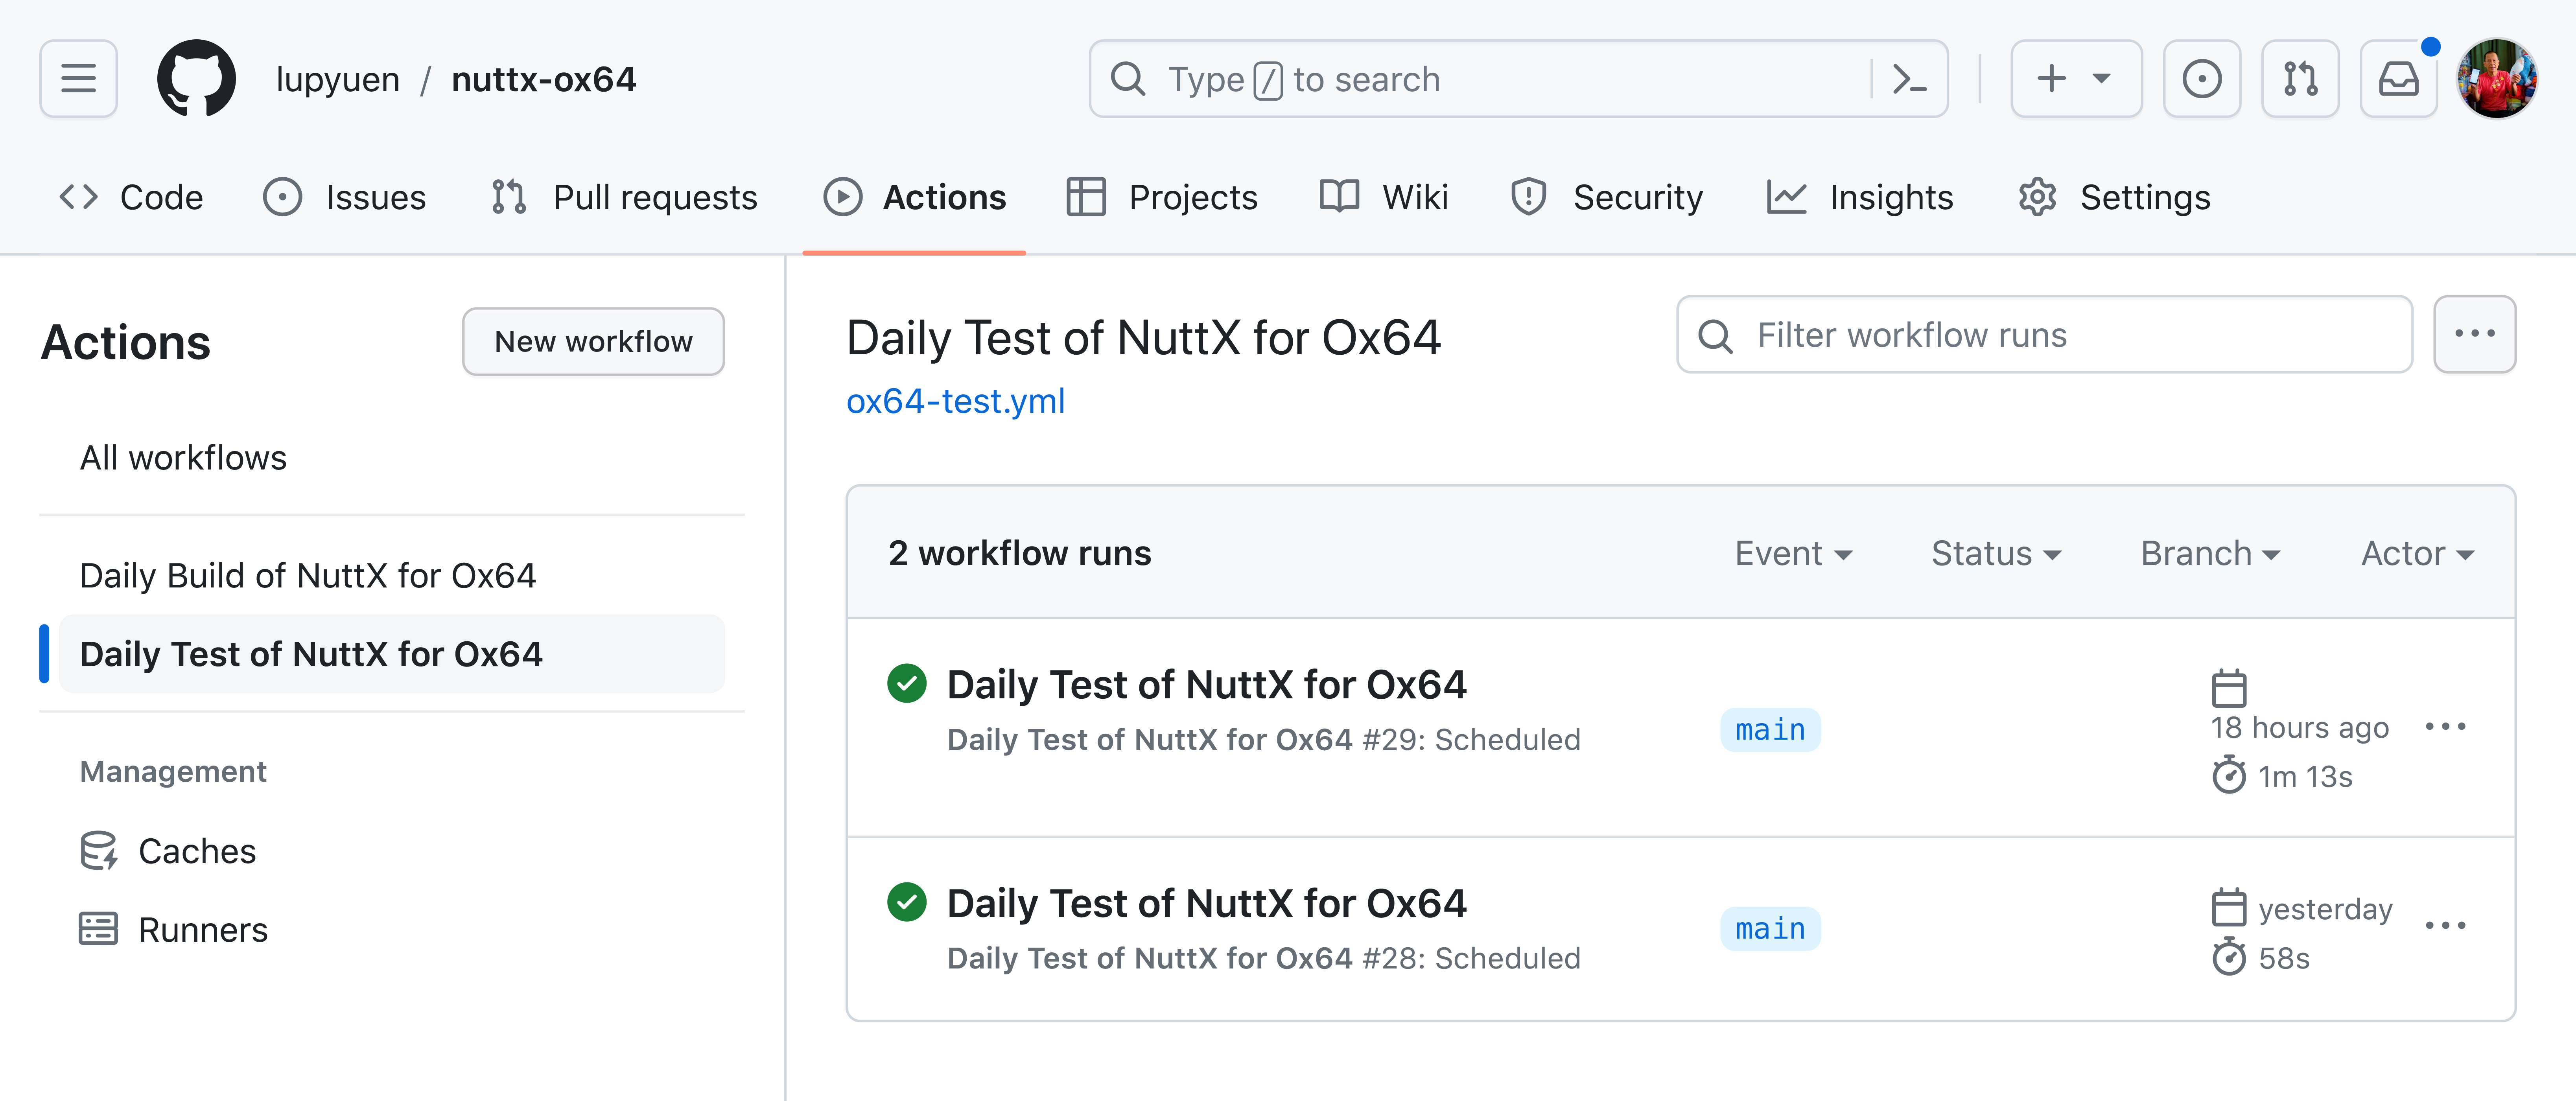 lupyuen / nuttx-ox64
Type / to search
Code Issues Pull requests Actions Projects Wiki Security Insights Settings
Actions
New workflow
All workflows
Daily Build of NuttX for Ox64
Daily Test of NuttX for Ox64
Management
Caches
Runners
Daily Test of NuttX for Ox64
ox64-test.yml
Filter workflow runs
2 workflow runs
Event Status Branch Actor
Daily Test of NuttX for Ox64
Daily Test of NuttX for Ox64 #29: Scheduled
main
18 hours ago
1m 13s
Daily Test of NuttX for Ox64
Daily Test of NuttX for Ox64 #28: Scheduled
main
yesterday
58s